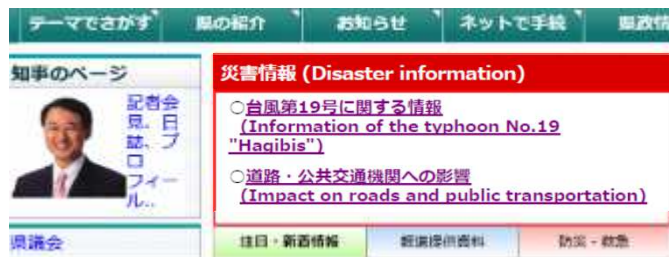 テーマでさがす
県の紹介
お知らせ
ネットで手続
県政情
知事のページ
記者会
見、日
誌、プ
ロ
フィー
ル..
災害情報 (Disaster information)
○台風第19号に関する情報
(Information of the typhoon No.19
"Hagibis")
○道路・公共交通機関への影響
(Impact on roads and public transportation)
県議会
注目・新着情報
報道提供資料
防災・救急